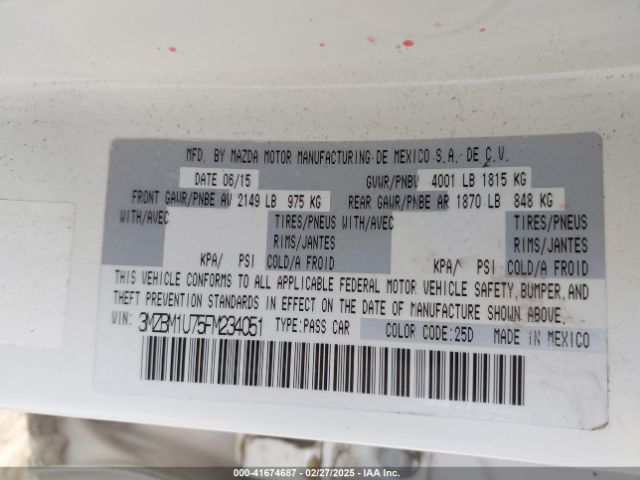 MFD. BY MAZDA MOTOR MANUFACTURING DE MEXICO S.A. DE C.V.
DATE 06/15 GVWR/PNBV 4001 LB 1815 KG
FRONT GAWR/PNBE AV 2149 LB 975 KG REAR GAWR/PNBE AR 1870 LB 848 KG
WITH/AVEC TIRES/PNEUS WITH/AVEC TIRES/PNEUS
RIMS/JANTES RIMS/JANTES
KPA/ PSI COLD/A FROID KPA/ PSI COLD/A FROID
THIS VEHICLE CONFORMS TO ALL APPLICABLE FEDERAL MOTOR VEHICLE SAFETY, BUMPER, AND
THEFT PREVENTION STANDARDS IN EFFECT ON THE DATE OF MANUFACTURE SHOWN ABOVE.
VIN: 3MZBM1U75FM234051 TYPE:PASS CAR COLOR CODE:25D MADE IN MEXICO
000-41674687 - 02/27/2025 - IAA Inc.